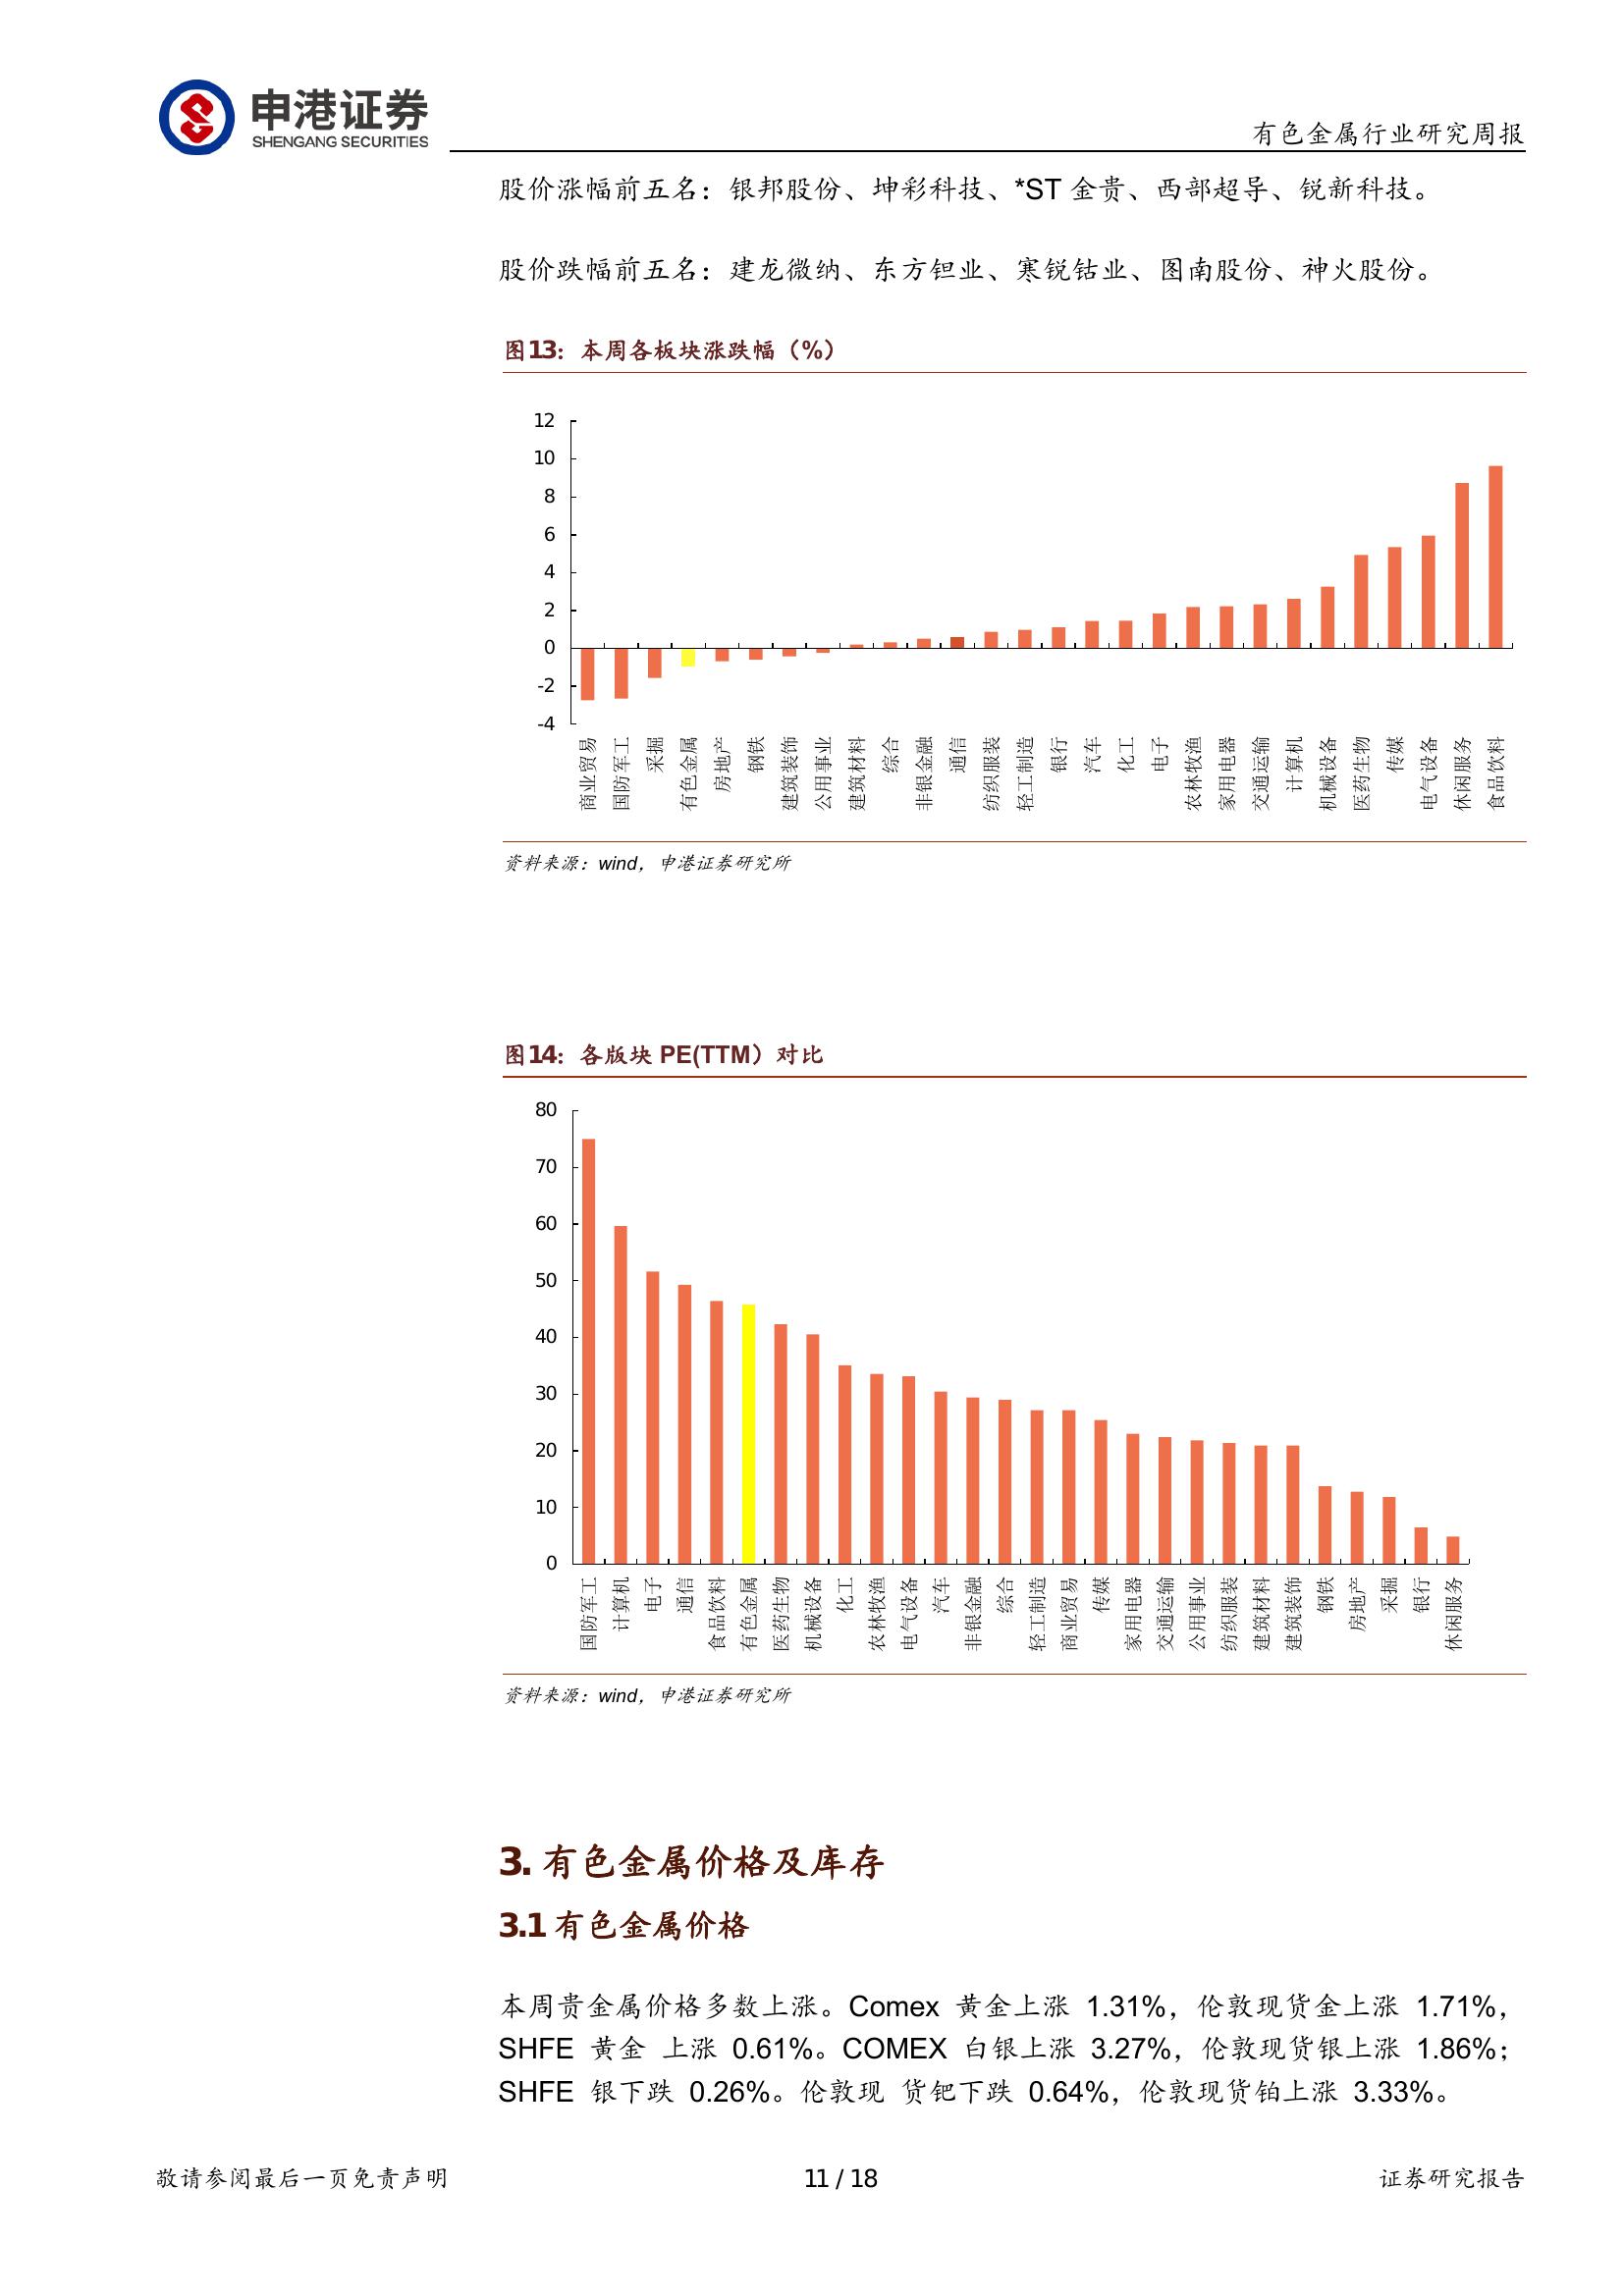 申港证券
SHENGANG SECURITIES
有色金属行业研究周报
股价涨幅前五名：银邦股份、坤彩科技、*ST 金贵、西部超导、锐新科技。
股价跌幅前五名：建龙微纳、东方钽业、寒锐钴业、图南股份、神火股份。
图13：本周各板块涨跌幅（%）
12
10
8
6
4
2
0
-2
-4
商业贸易
国防军工
采掘
有色金属
房地产
钢铁
建筑装饰
公用事业
建筑材料
综合
非银金融
通信
纺织服装
轻工制造
银行
汽车
化工
电子
农林牧渔
家用电器
交通运输
计算机
机械设备
医药生物
传媒
电气设备
休闲服务
食品饮料
资料来源：wind，申港证券研究所
图14：各版块 PE(TTM）对比
80
70
60
50
40
30
20
10
0
国防军工
计算机
电子
通信
食品饮料
有色金属
医药生物
机械设备
化工
农林牧渔
电气设备
汽车
非银金融
综合
轻工制造
商业贸易
传媒
家用电器
交通运输
公用事业
纺织服装
建筑材料
建筑装饰
钢铁
房地产
采掘
银行
休闲服务
资料来源：wind，申港证券研究所
3. 有色金属价格及库存
3.1 有色金属价格
本周贵金属价格多数上涨。Comex 黄金上涨 1.31%，伦敦现货金上涨 1.71%，
SHFE 黄金 上涨 0.61%。COMEX 白银上涨 3.27%，伦敦现货银上涨 1.86%；
SHFE 银下跌 0.26%。伦敦现 货钯下跌 0.64%，伦敦现货铂上涨 3.33%。
敬请参阅最后一页免责声明
11 / 18
证券研究报告